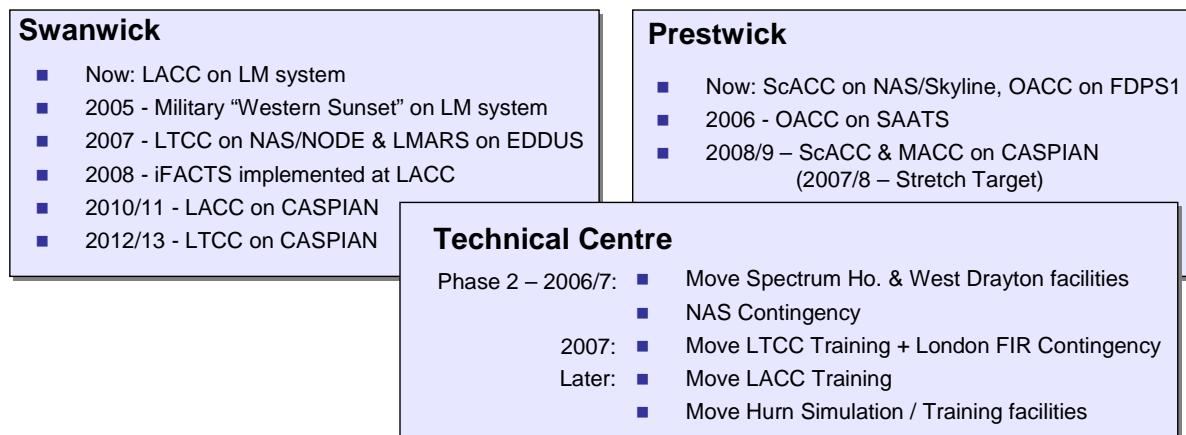 Swanwick
Now: LACC on LM system
2005 - Military “Western Sunset” on LM system
2007 - LTCC on NAS/NODE & LMARS on EDDUS
2008 - iFACTS implemented at LACC
2010/11 - LACC on CASPIAN
2012/13 - LTCC on CASPIAN
Prestwick
Now: ScACC on NAS/Skyline, OACC on FDPS1
2006 - OACC on SAATS
2008/9 – ScACC & MACC on CASPIAN
(2007/8 – Stretch Target)
Technical Centre
Phase 2 – 2006/7: Move Spectrum Ho. & West Drayton facilities
NAS Contingency
2007: Move LTCC Training + London FIR Contingency
Later: Move LACC Training
Move Hurn Simulation / Training facilities